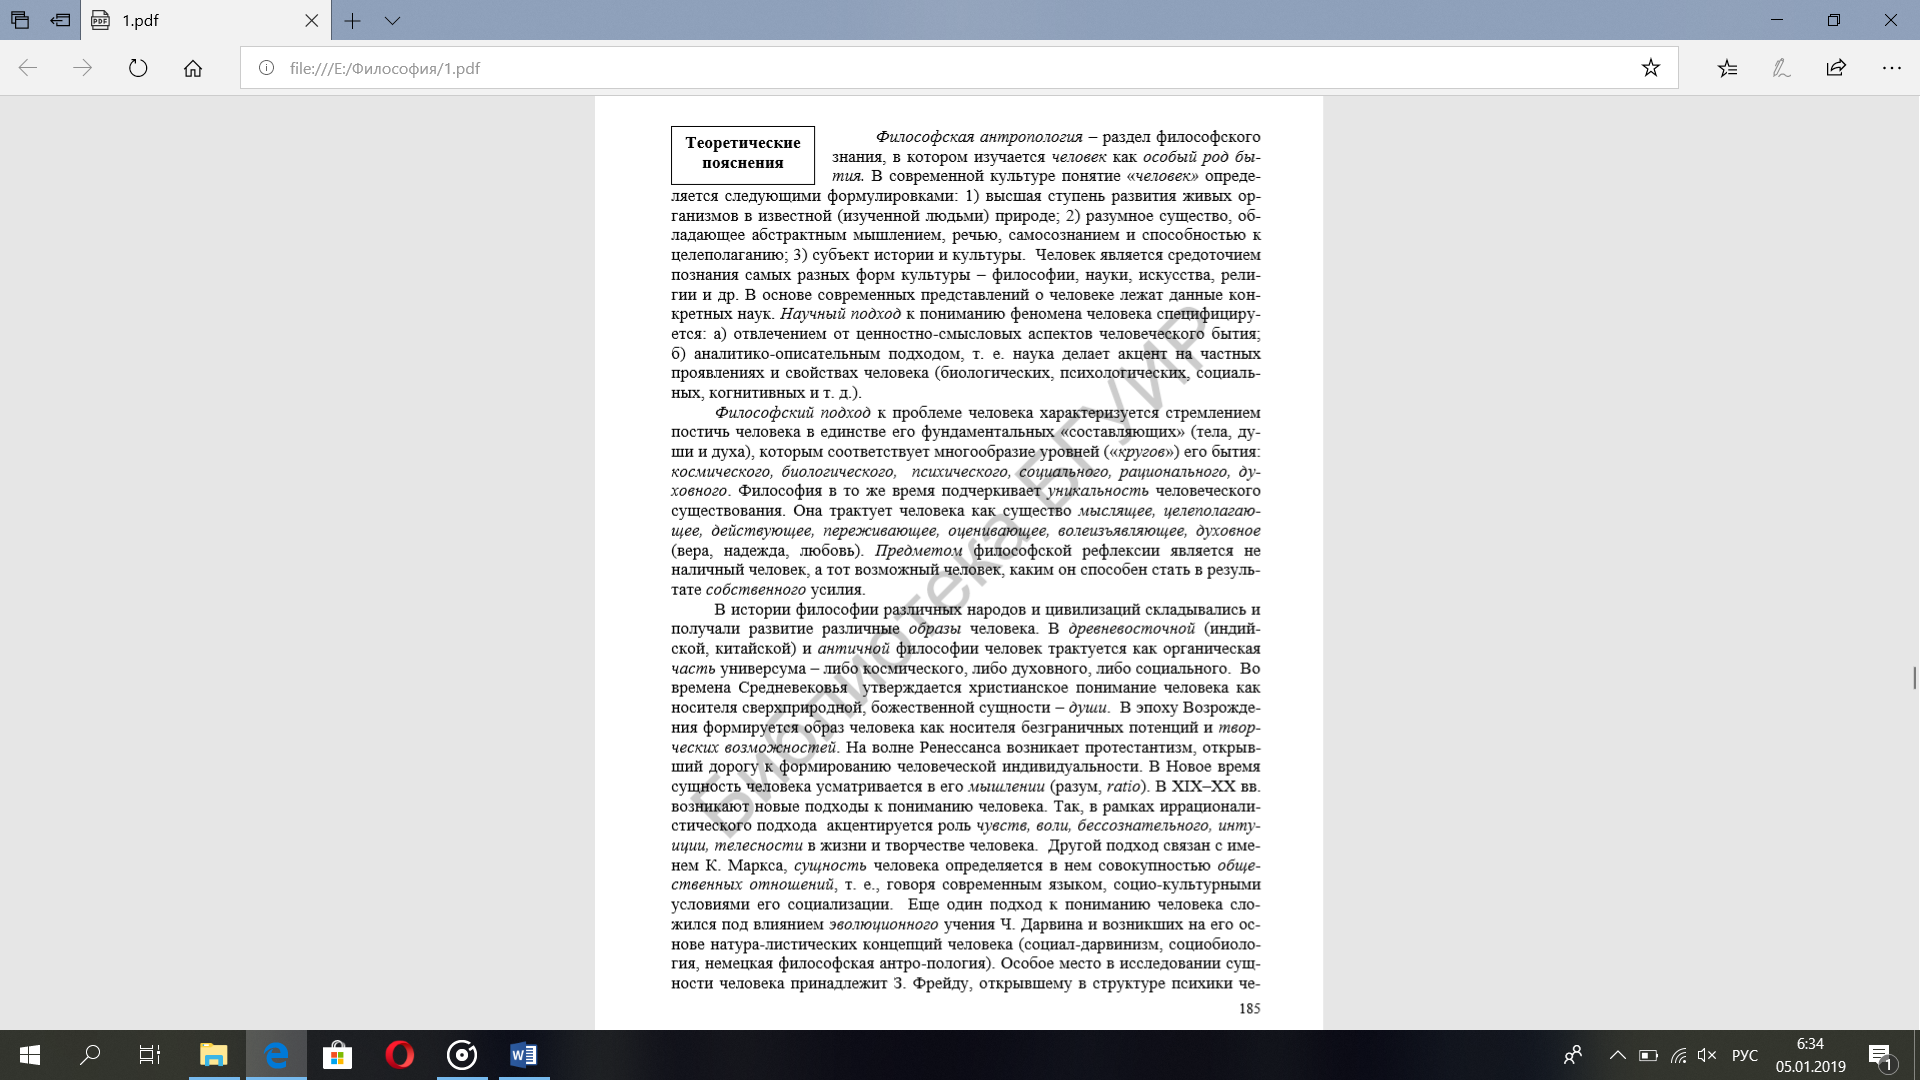 1.pdf
file:///E:/Философия/1.pdf
Теоретические
пояснения
Философская антропология – раздел философского
знания, в котором изучается человек как особый род бы-
тия. В современной культуре понятие «человек» опреде-
ляется следующими формулировками: 1) высшая ступень развития живых ор-
ганизмов в известной (изученной людьми) природе; 2) разумное существо, об-
ладающее абстрактным мышлением, речью, самосознанием и способностью к
целеполаганию; 3) субъект истории и культуры. Человек является средоточием
познания самых разных форм культуры – философии, науки, искусства, рели-
гии и др. В основе современных представлений о человеке лежат данные кон-
кретных наук. Научный подход к пониманию феномена человека специфициру-
ется: а) отвлечением от ценностно-смысловых аспектов человеческого бытия;
б) аналитико-описательным подходом, т. е. наука делает акцент на частных
проявлениях и свойствах человека (биологических, психологических, социаль-
ных, когнитивных и т. д.).
Философский подход к проблеме человека характеризуется стремлением
постичь человека в единстве его фундаментальных «составляющих» (тела, ду-
ши и духа), которым соответствует многообразие уровней («кругов») его бытия:
космического, биологического, психического, социального, рационального, ду-
ховного. Философия в то же время подчеркивает уникальность человеческого
существования. Она трактует человека как существо мыслящее, целеполагаю-
щее, действующее, переживающее, оценивающее, волеизъявляющее, духовное
(вера, надежда, любовь). Предметом философской рефлексии является не
наличный человек, а тот возможный человек, каким он способен стать в резуль-
тате собственного усилия.
В истории философии различных народов и цивилизаций складывались и
получали развитие различные образы человека. В древневосточной (индий-
ской, китайской) и античной философии человек трактуется как органическая
часть универсума – либо космического, либо духовного, либо социального. Во
времена Средневековья утверждается христианское понимание человека как
носителя сверхприродной, божественной сущности – души. В эпоху Возрожде-
ния формируется образ человека как носителя безграничных потенций и твор-
ческих возможностей. На волне Ренессанса возникает протестантизм, открыв-
ший дорогу к формированию человеческой индивидуальности. В Новое время
сущность человека усматривается в его мышлении (разум, ratio). В XIX–XX вв.
возникают новые подходы к пониманию человека. Так, в рамках иррационали-
стического подхода акцентируется роль чувств, воли, бессознательного, инту-
иции, телесности в жизни и творчестве человека. Другой подход связан с име-
нем К. Маркса, сущность человека определяется в нем совокупностью обще-
ственных отношений, т. е., говоря современным языком, социо-культурными
условиями его социализации. Еще один подход к пониманию человека сло-
жился под влиянием эволюционного учения Ч. Дарвина и возникших на его ос-
нове натура-листических концепций человека (социал-дарвинизм, социобиоло-
гия, немецкая философская антро-пология). Особое место в исследовании сущ-
ности человека принадлежит З. Фрейду, открывшему в структуре психики че-
185
Библиотека БГУИР
РУС
6:34
05.01.2019
1